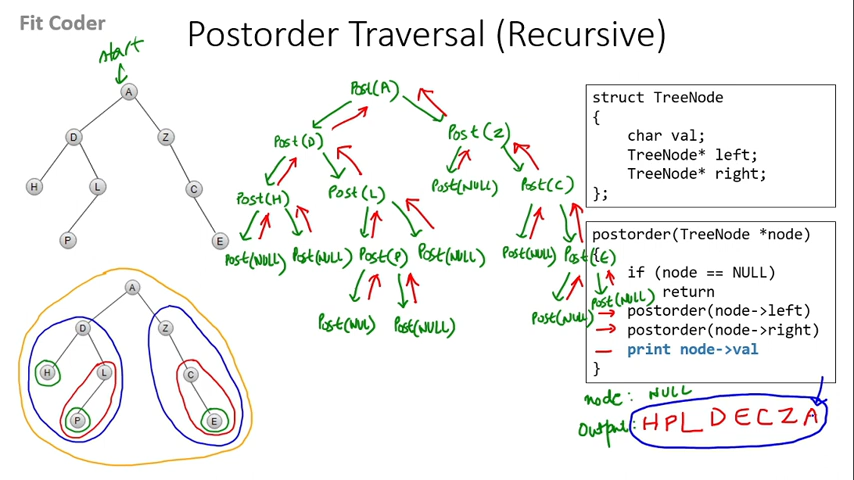 Fit Coder
Postorder Traversal (Recursive)
start
A
D
Z
H
L
C
P
E
Post(A)
Post(D)
Post(Z)
Post(H)
Post(L)
Post(NULL)
Post(C)
Post(NULL)
Post(NULL)
Post(P)
Post(NULL)
Post(NULL)
Post(E)
Post(NUL)
Post(NULL)
Post(NULL)
Post(NULL)
struct TreeNode
{
char val;
TreeNode* left;
TreeNode* right;
};
postorder(TreeNode *node)
{
if (node == NULL)
return
postorder(node->left)
postorder(node->right)
print node->val
}
node: NULL
Output: HPLDECZA
A
D
Z
H
L
C
P
E